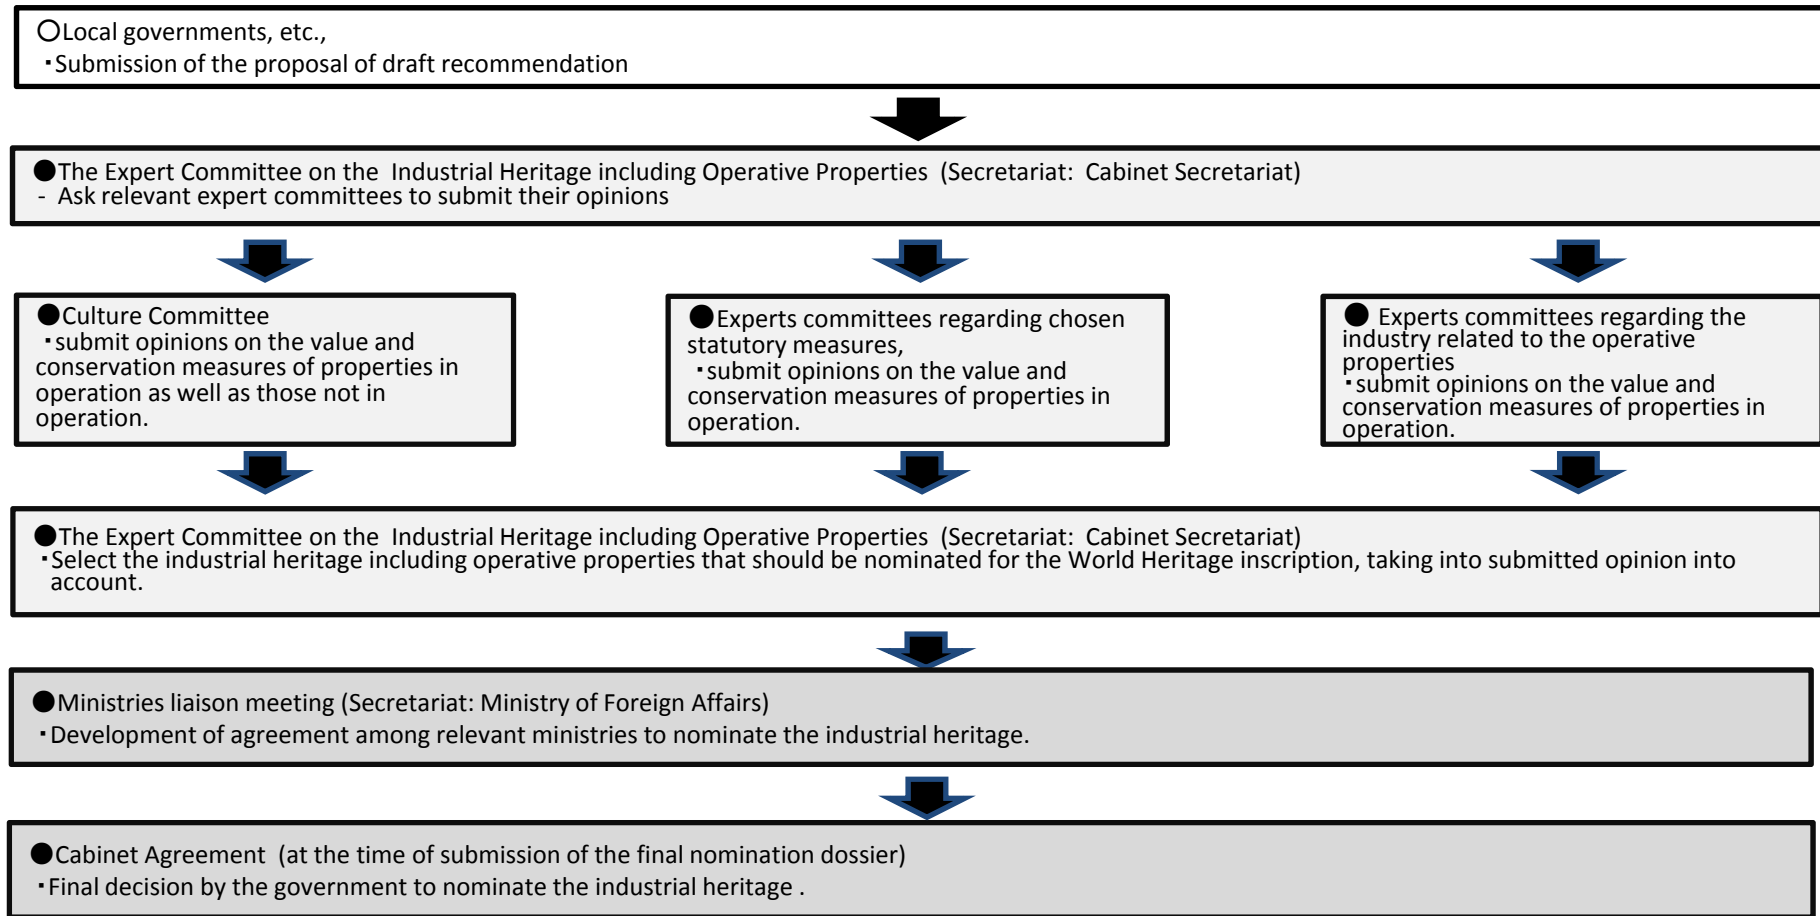 ○Local governments, etc.,
・Submission of the proposal of draft recommendation
●The Expert Committee on the Industrial Heritage including Operative Properties (Secretariat: Cabinet Secretariat)
- Ask relevant expert committees to submit their opinions
●Culture Committee
・submit opinions on the value and
conservation measures of properties in
operation as well as those not in
operation.
●Experts committees regarding chosen
statutory measures,
・submit opinions on the value and
conservation measures of properties in
operation.
● Experts committees regarding the
industry related to the operative
properties
・submit opinions on the value and
conservation measures of properties in
operation.
●The Expert Committee on the Industrial Heritage including Operative Properties (Secretariat: Cabinet Secretariat)
・Select the industrial heritage including operative properties that should be nominated for the World Heritage inscription, taking into submitted opinion into
account.
●Ministries liaison meeting (Secretariat: Ministry of Foreign Affairs)
・Development of agreement among relevant ministries to nominate the industrial heritage.
●Cabinet Agreement (at the time of submission of the final nomination dossier)
・Final decision by the government to nominate the industrial heritage .